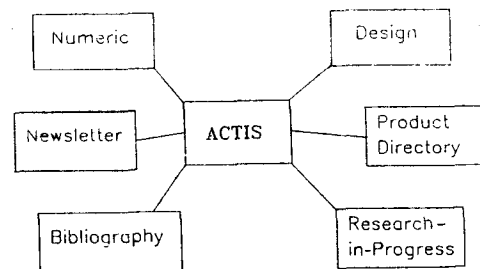 Numeric
Design
Newsletter
ACTIS
Product
Directory
Bibliography
Research-
in-Progress